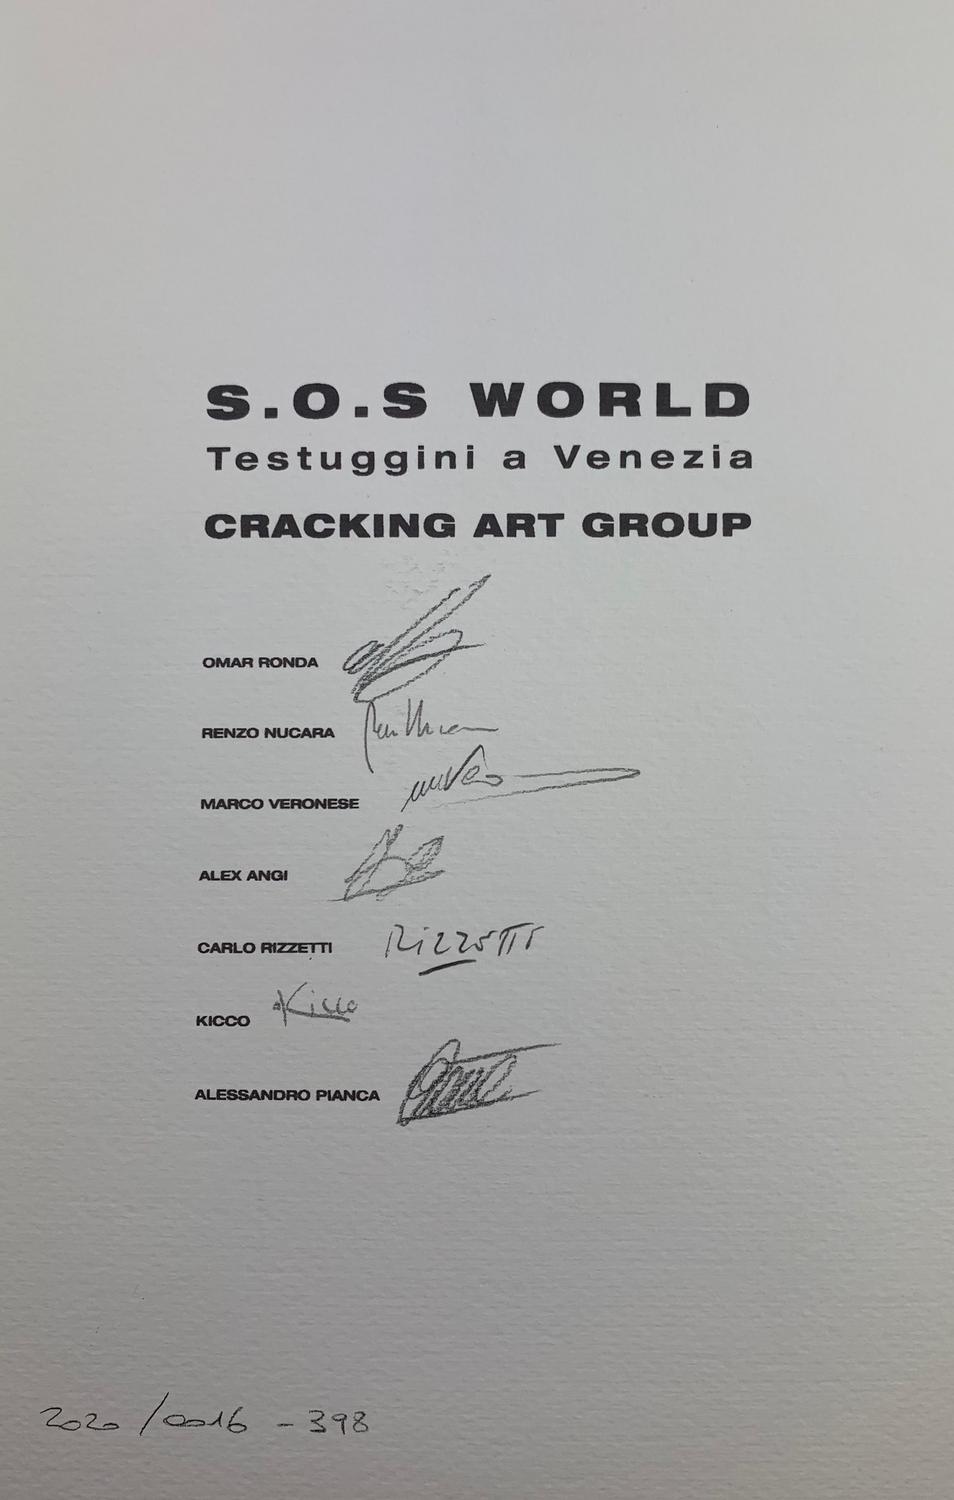 S.O.S WORLD
Testuggini a Venezia
CRACKING ART GROUP
OMAR RONDA
RENZO NUCARA
MARCO VERONESE
ALEX ANGI
CARLO RIZZETTI Rizzetti
KICCO Kicco
ALESSANDRO PIANCA
2020/0016 - 398